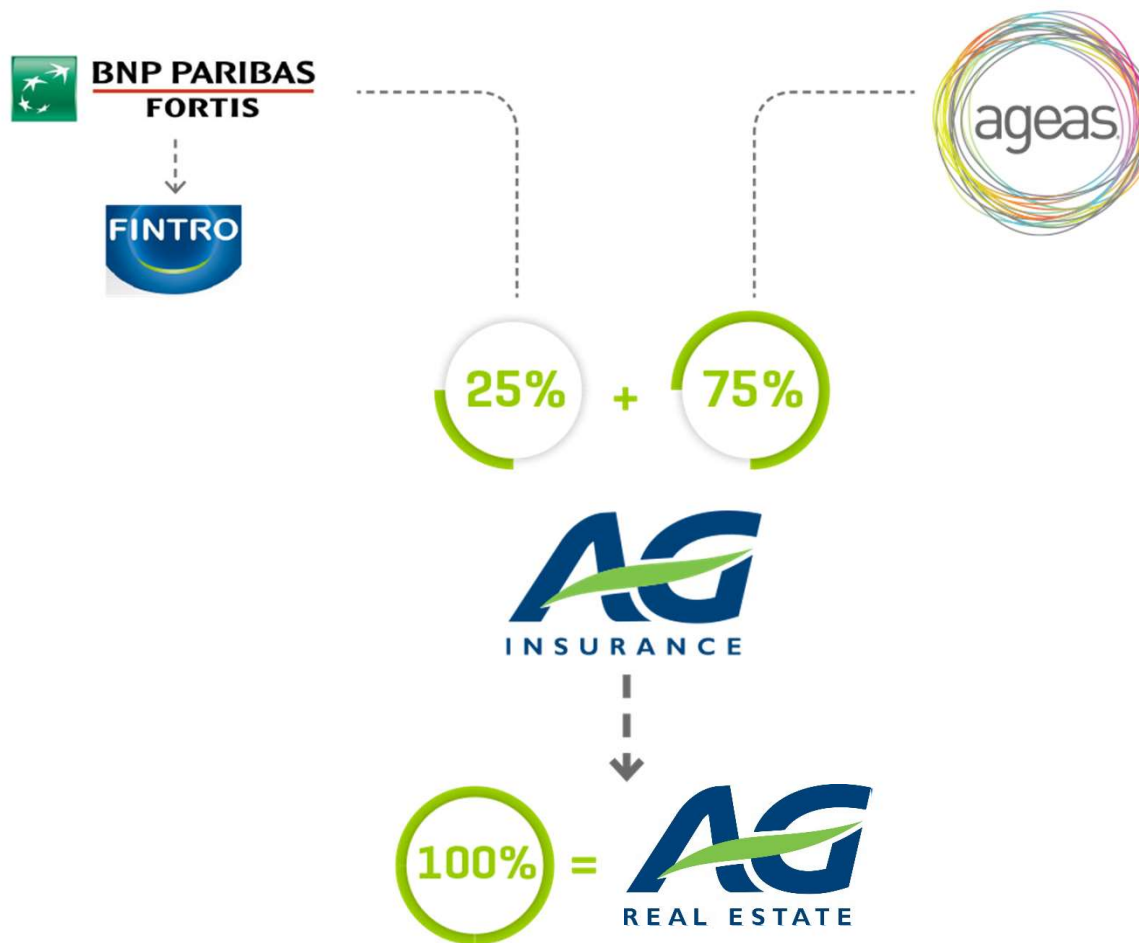 BNP PARIBAS
FORTIS
ageas
FINTRO
25% + 75%
AG
INSURANCE
100% = AG
REAL ESTATE